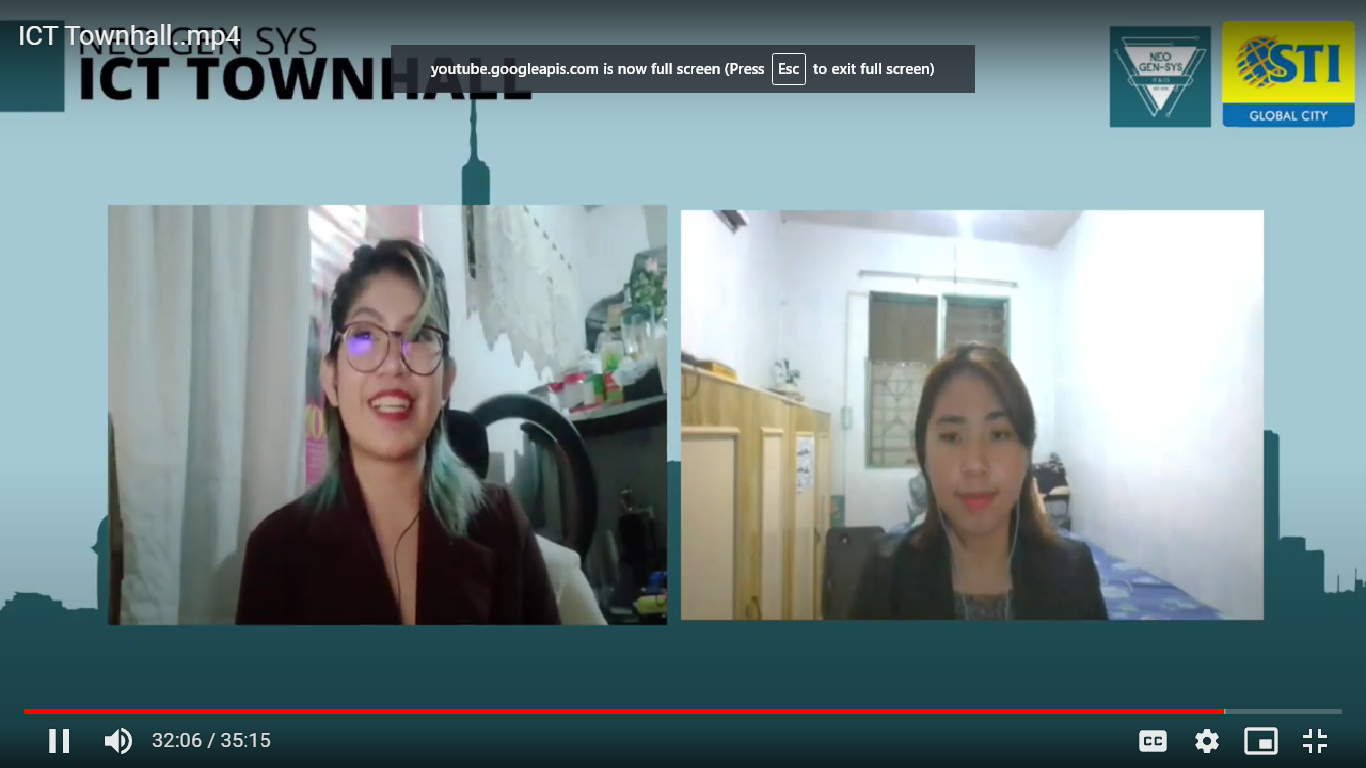 ICT Townhall..mp4
NEO GEN SYS
ICT TOWNHALL
youtube.googleapis.com is now full screen (Press Esc to exit full screen)
NEO
GEN-SYS
STI
GLOBAL CITY
32:06 / 35:15
CC